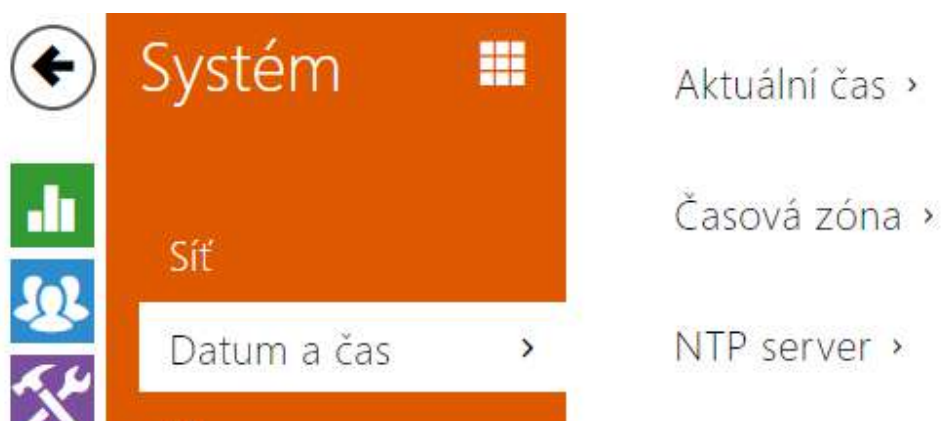 Systém
Síť
Datum a čas
Aktuální čas
Časová zóna
NTP server